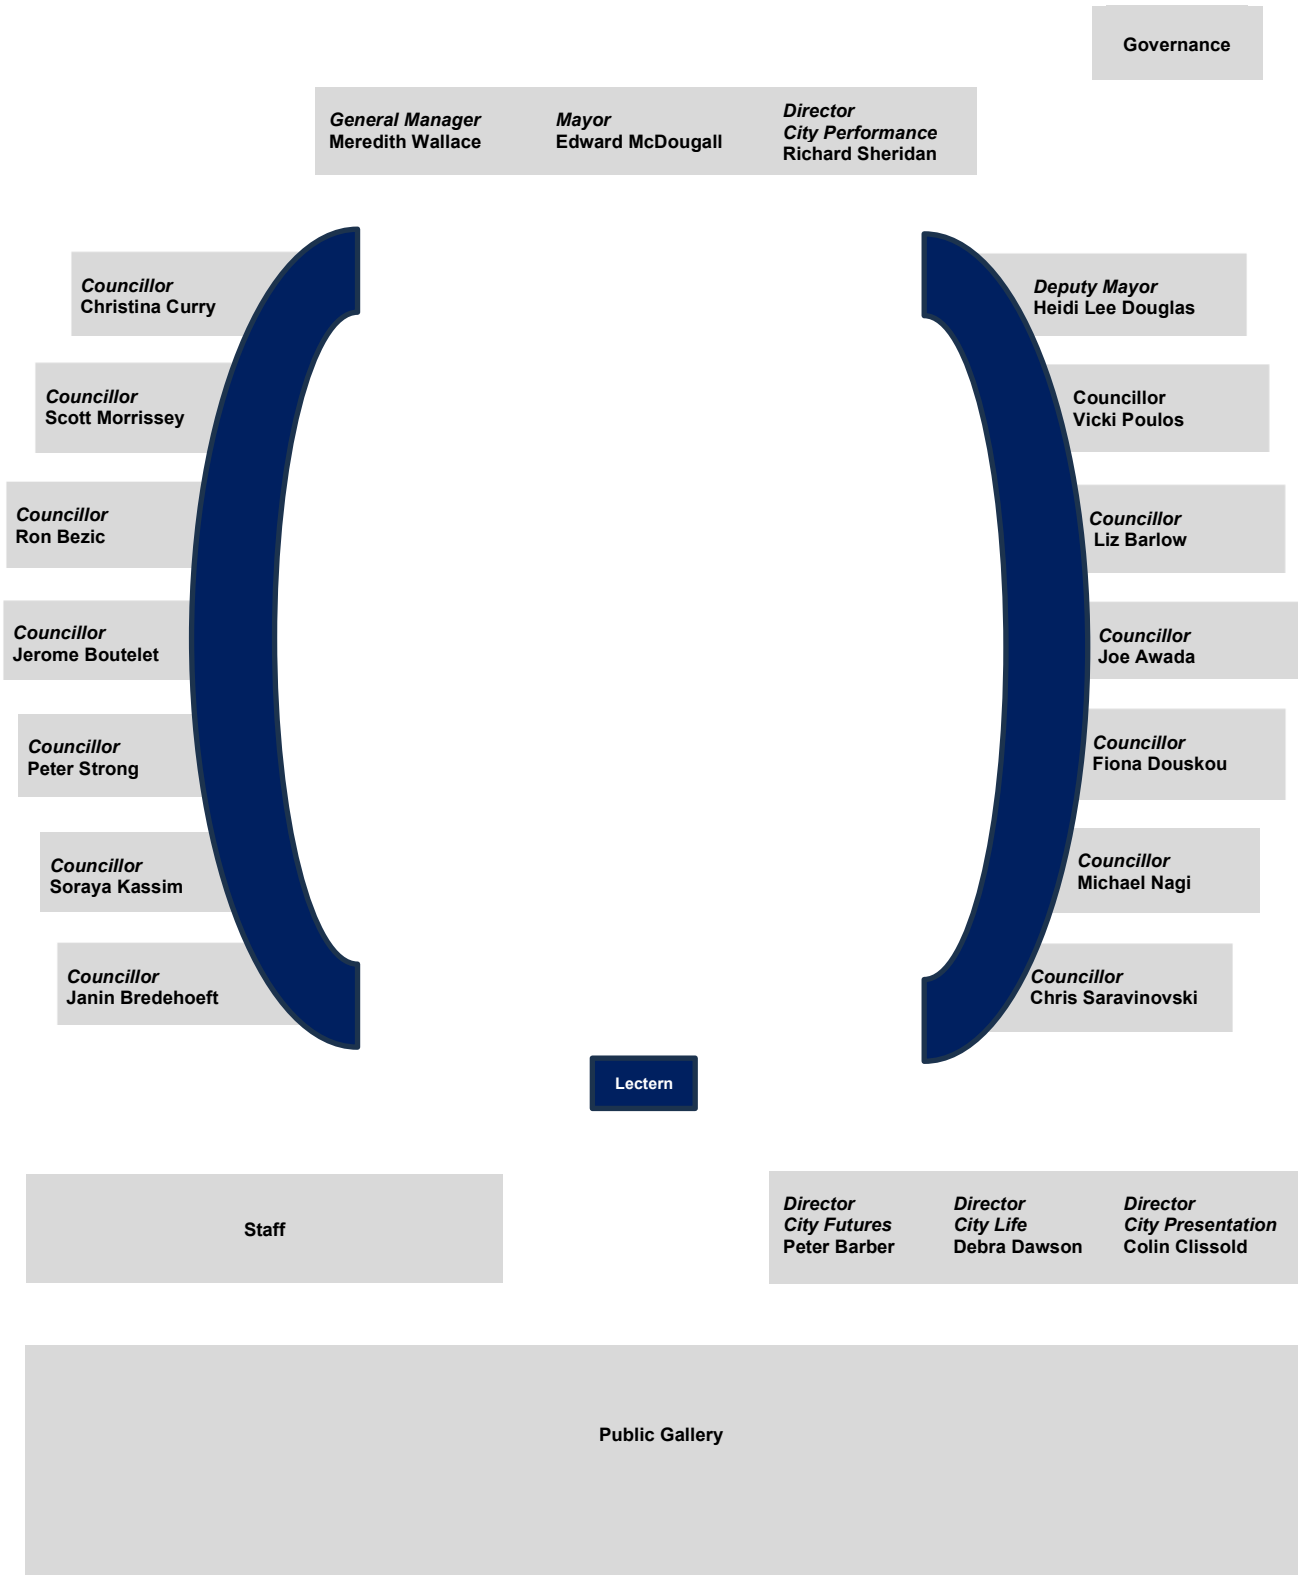 Governance
General Manager
Meredith Wallace
Mayor
Edward McDougall
Director
City Performance
Richard Sheridan
Councillor
Christina Curry
Deputy Mayor
Heidi Lee Douglas
Councillor
Scott Morrissey
Councillor
Vicki Poulos
Councillor
Ron Bezic
Councillor
Liz Barlow
Councillor
Jerome Boutelet
Councillor
Joe Awada
Councillor
Peter Strong
Councillor
Fiona Douskou
Councillor
Soraya Kassim
Councillor
Michael Nagi
Councillor
Janin Bredehoeft
Councillor
Chris Saravinovski
Lectern
Staff
Director
City Futures
Peter Barber
Director
City Life
Debra Dawson
Director
City Presentation
Colin Clissold
Public Gallery